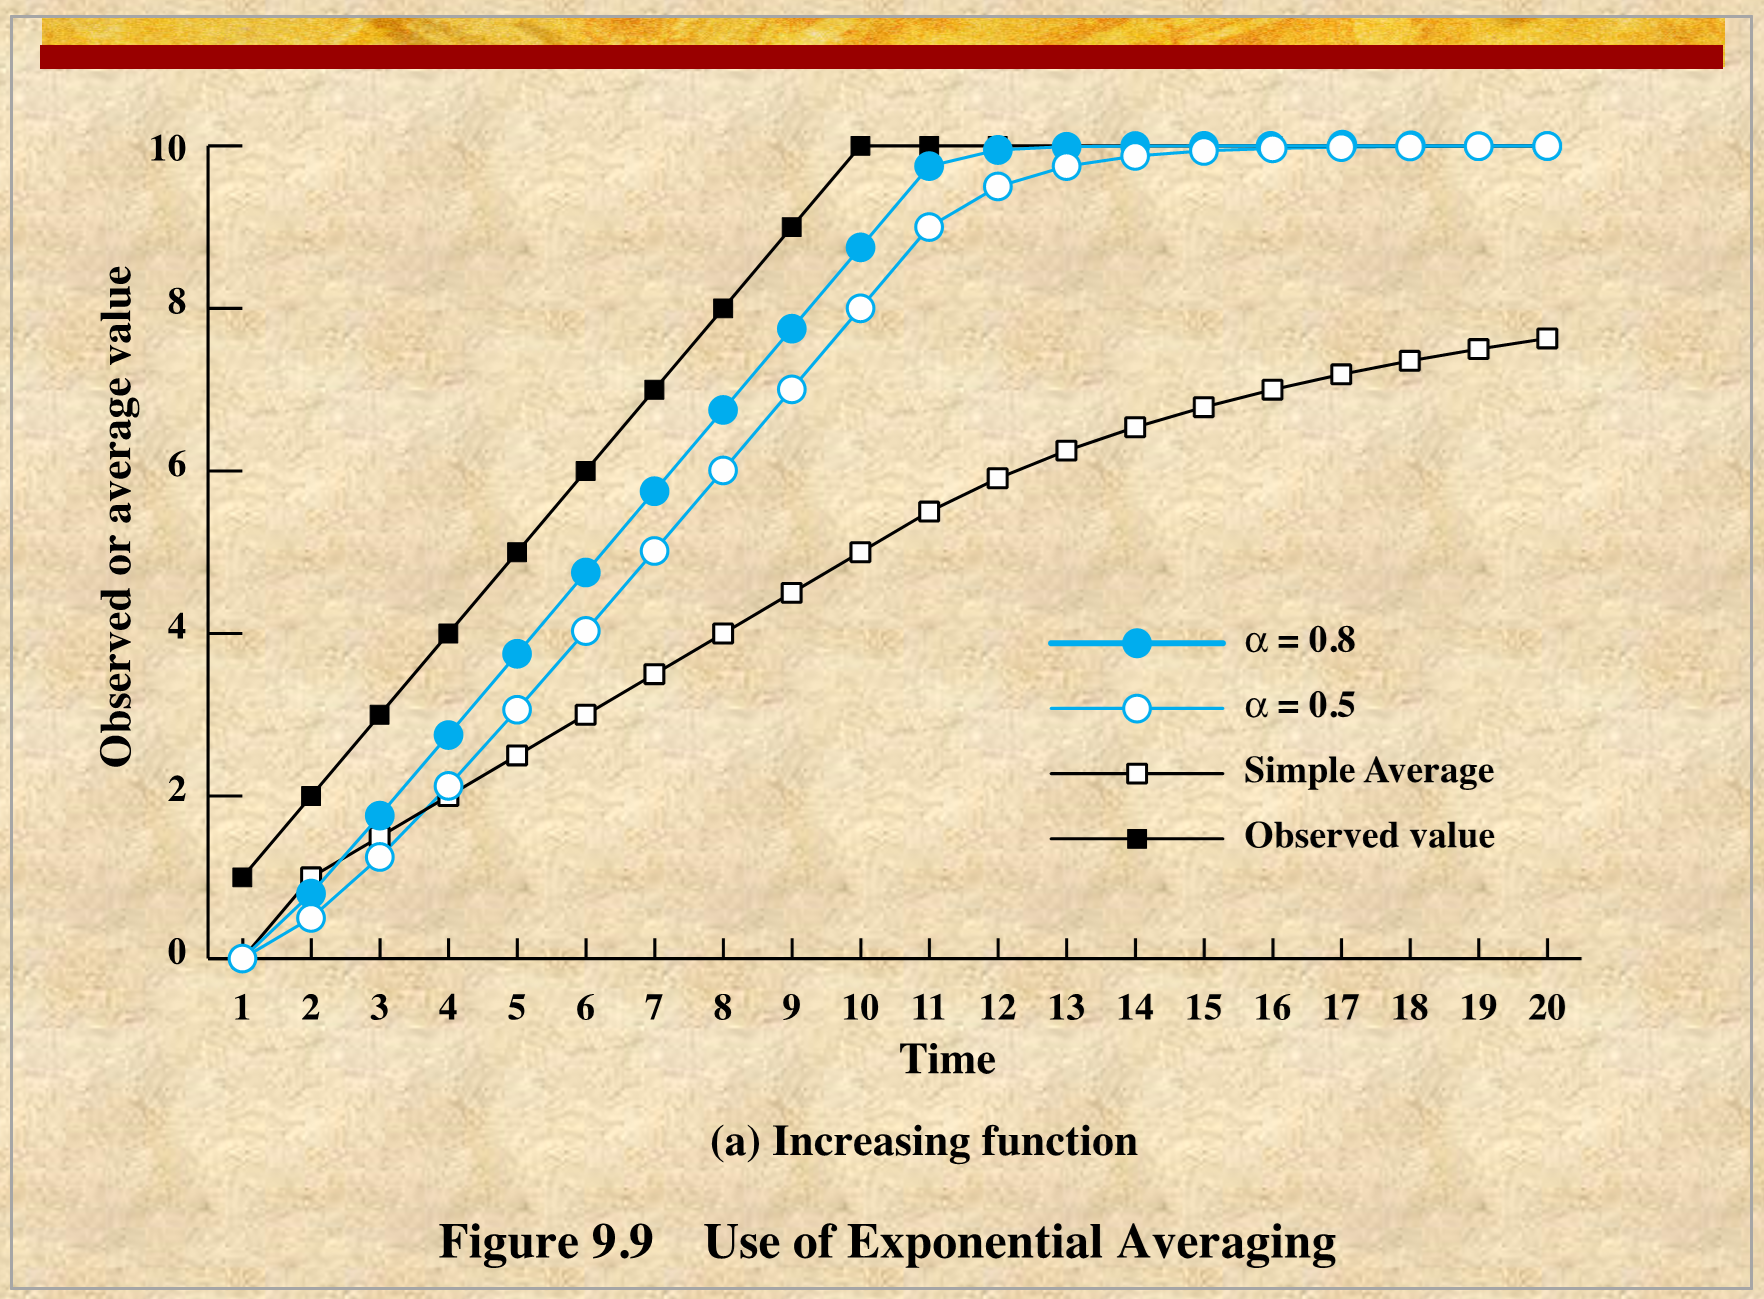 10
8
6
4
2
0
Observed or average value
α = 0.8
α = 0.5
Simple Average
Observed value
1 2 3 4 5 6 7 8 9 10 11 12 13 14 15 16 17 18 19 20
Time
(a) Increasing function
Figure 9.9 Use of Exponential Averaging